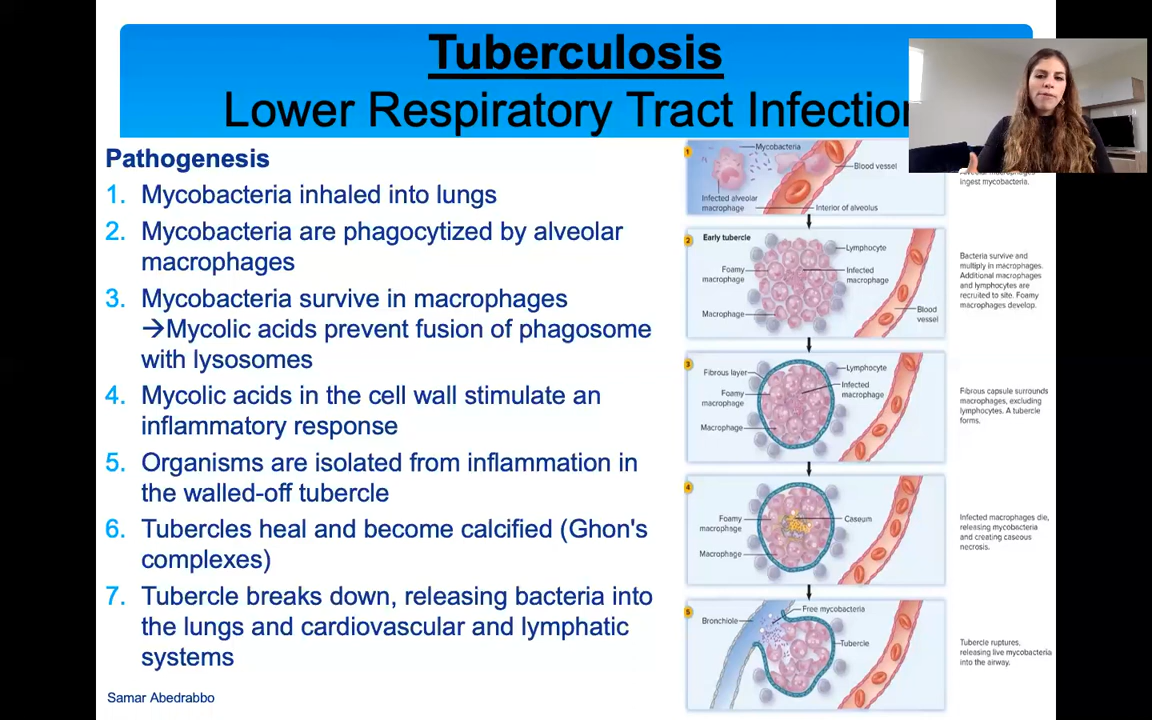 Tuberculosis
Lower Respiratory Tract Infection
Pathogenesis
1. Mycobacteria inhaled into lungs
2. Mycobacteria are phagocytized by alveolar
macrophages
3. Mycobacteria survive in macrophages
→Mycolic acids prevent fusion of phagosome
with lysosomes
4. Mycolic acids in the cell wall stimulate an
inflammatory response
5. Organisms are isolated from inflammation in
the walled-off tubercle
6. Tubercles heal and become calcified (Ghon's
complexes)
7. Tubercle breaks down, releasing bacteria into
the lungs and cardiovascular and lymphatic
systems
Samar Abedrabbo
1
Mycobacteria
Blood vessel
Infected alveolar
macrophage
Interior of alveolus
ingest mycobacteria.
2
Early tubercle
Lymphocyte
Foamy
macrophage
Infected
macrophage
Macrophage
Blood
vessel
Bacteria survive and
multiply in macrophages.
Additional macrophages
and lymphocytes are
recruited to site. Foamy
macrophages develop.
3
Fibrous layer
Lymphocyte
Foamy
macrophage
Infected
macrophage
Macrophage
Fibrous capsule surrounds
macrophages, excluding
lymphocytes. A tubercle
forms.
4
Foamy
macrophage
Caseum
Macrophage
Infected macrophages die,
releasing mycobacteria
and creating caseous
necrosis.
5
Bronchiole
Free mycobacteria
Tubercle
Tubercle ruptures,
releasing live mycobacteria
into the airway.